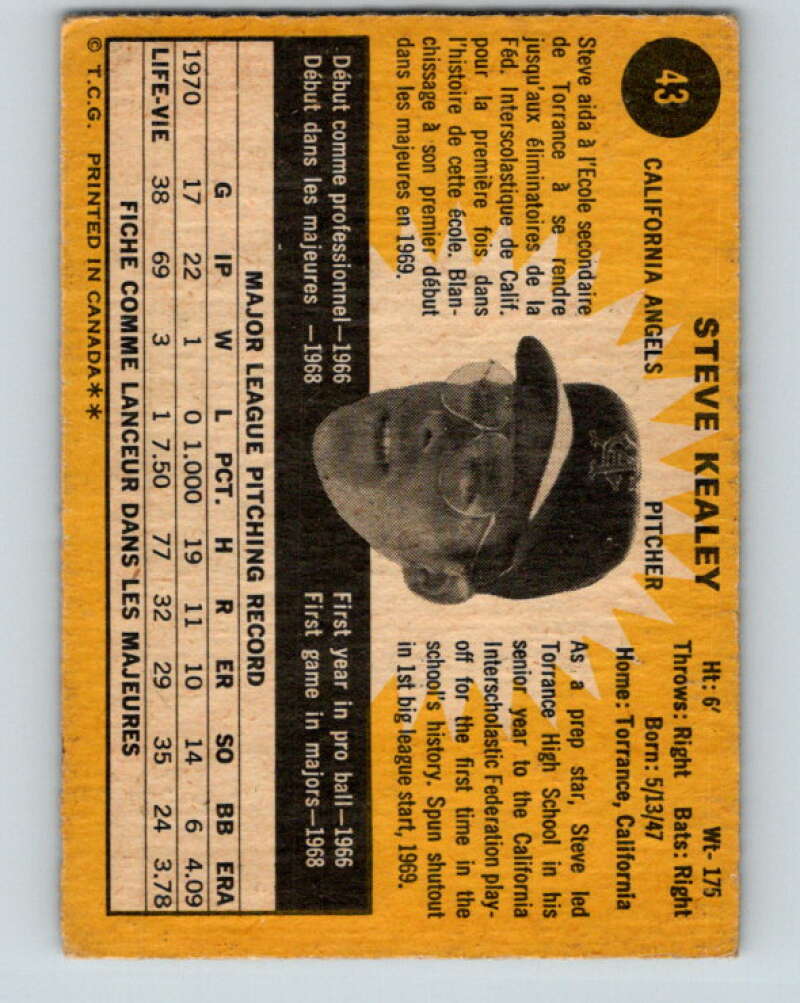 43
STEVE KEALEY
CALIFORNIA ANGELS PITCHER
Ht: 6' Wt- 175
Throws: Right Bats: Right
Born: 5/13/47
Home: Torrance, California
Steve aida à l'Ecole secondaire
de Torrance à se rendre
jusqu'aux éliminatoires de la
Féd. Interscolastique de Calif.
pour la première fois dans
l'histoire de cette école. Blan-
chissage à son premier début
dans les majeures en 1969.
As a prep star, Steve led
Torrance High School in his
senior year to the California
Interscholastic Federation play-
off for the first time in the
school's history. Spun shutout
in 1st big league start, 1969.
Début comme professionnel—1966
Début dans les majeures —1968
First year in pro ball—1966
First game in majors—1968
MAJOR LEAGUE PITCHING RECORD
G IP W L PCT. H R ER SO BB ERA
1970 17 22 1 0 1.000 19 11 10 14 6 4.09
LIFE-VIE 38 69 3 1 7.50 77 32 29 35 24 3.78
FICHE COMME LANCEUR DANS LES MAJEURES
© T.C.G. PRINTED IN CANADA**